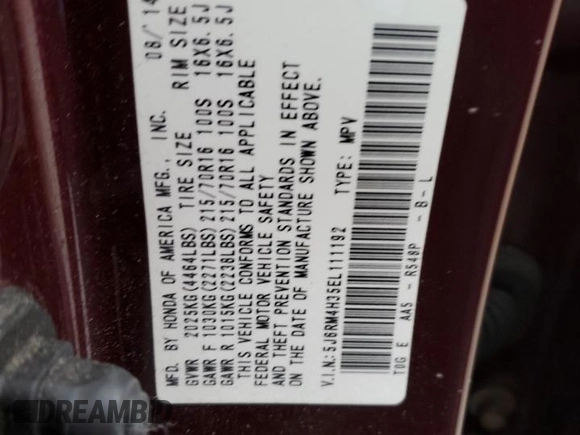 MFD. BY HONDA OF AMERICA MFG., INC. 08/14
GVWR 2025KG(4464LBS) TIRE SIZE RIM SIZE
GAWR F 1030KG(2271LBS) 215/70R16 100S 16X6.5J
GAWR R 1015KG(2238LBS) 215/70R16 100S 16X6.5J
THIS VEHICLE CONFORMS TO ALL APPLICABLE
FEDERAL MOTOR VEHICLE SAFETY
AND THEFT PREVENTION STANDARDS IN EFFECT
ON THE DATE OF MANUFACTURE SHOWN ABOVE.
V.I.N.: 5J6RM4H35EL111192 TYPE: MPV
T0G E AA5 - R548P - B - L
DREAMBID